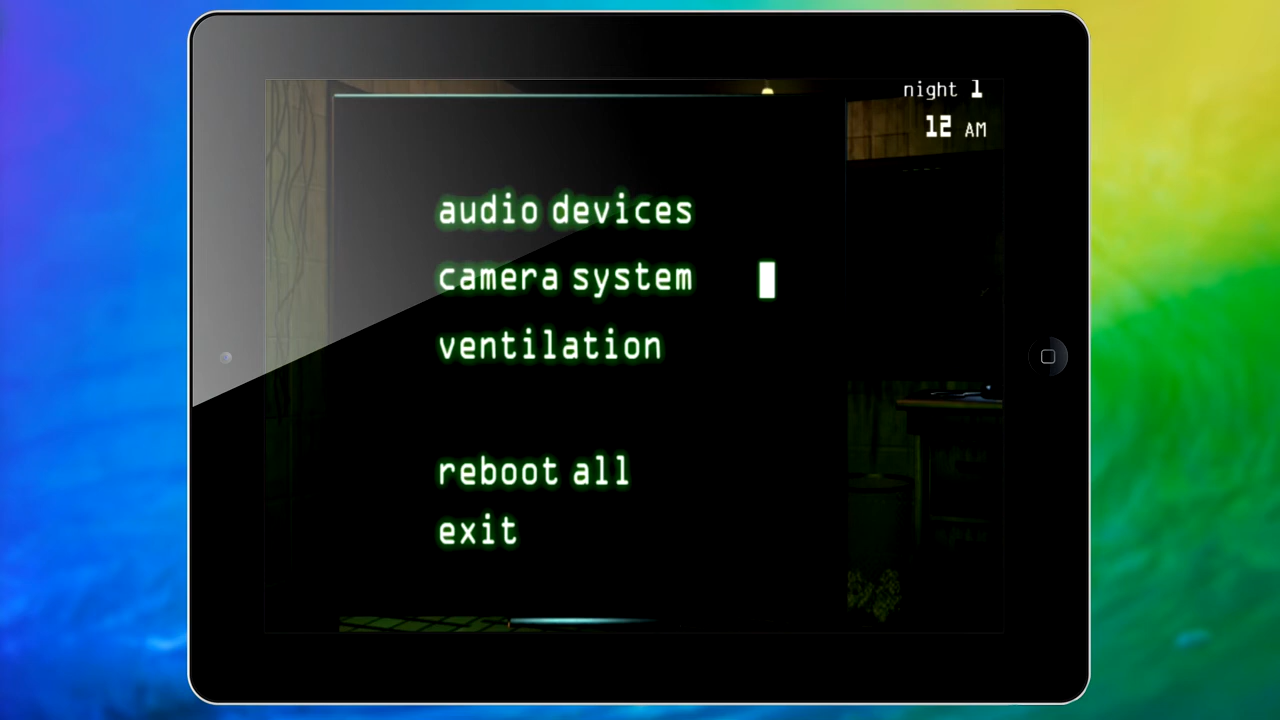 night 1
12 AM
audio devices
camera system
ventilation
reboot all
exit